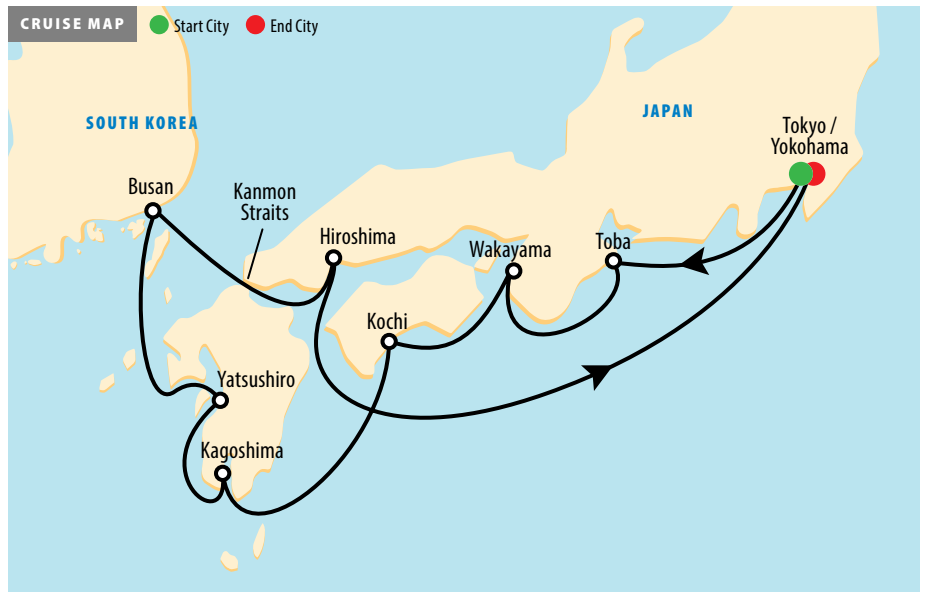 CRUISE MAP
Start City
End City
SOUTH KOREA
JAPAN
Tokyo /
Yokohama
Busan
Kanmon
Straits
Hiroshima
Wakayama
Toba
Kochi
Yatsushiro
Kagoshima